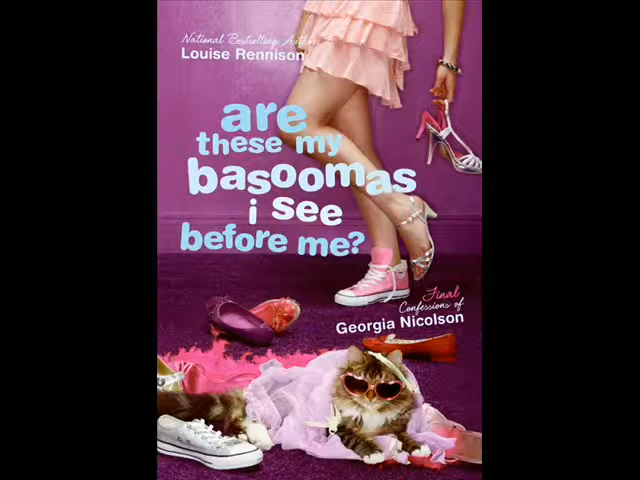 National Bestselling Author
Louise Rennison
are
these my
basoomas
i see
before me?
Final
Confessions of
Georgia Nicolson